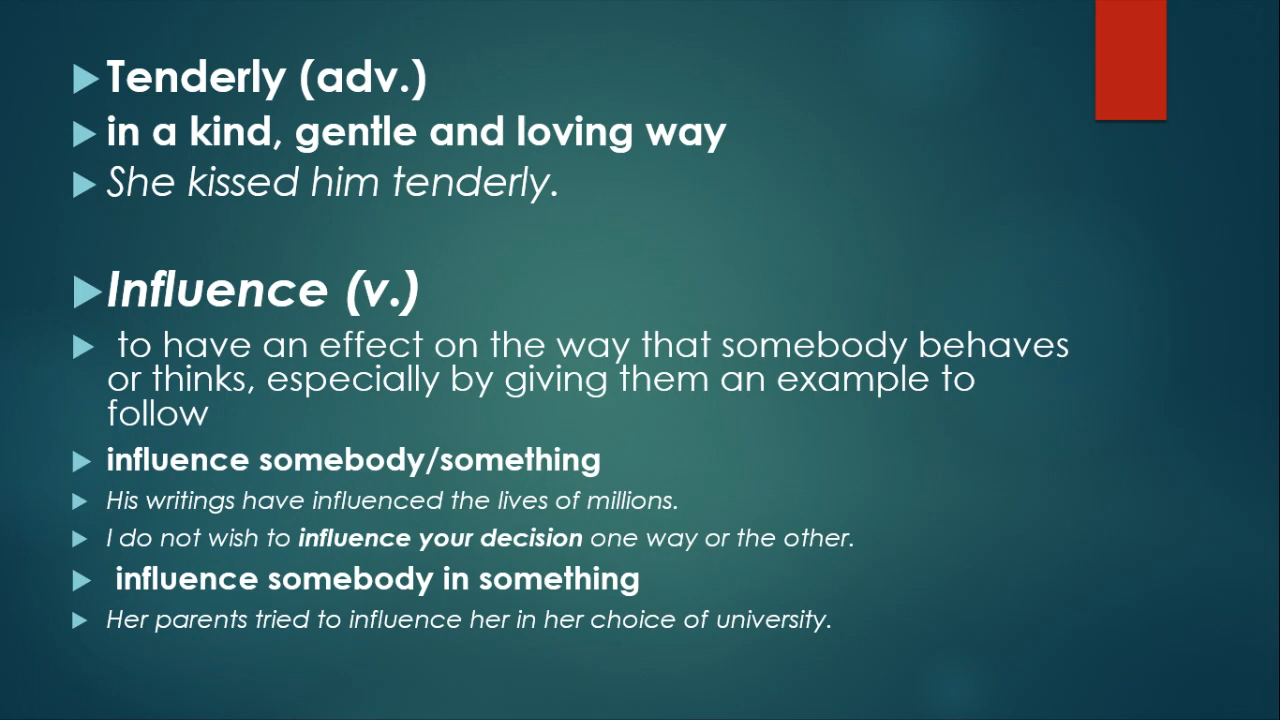 Tenderly (adv.)
in a kind, gentle and loving way
She kissed him tenderly.
Influence (v.)
to have an effect on the way that somebody behaves
or thinks, especially by giving them an example to
follow
influence somebody/something
His writings have influenced the lives of millions.
I do not wish to influence your decision one way or the other.
influence somebody in something
Her parents tried to influence her in her choice of university.